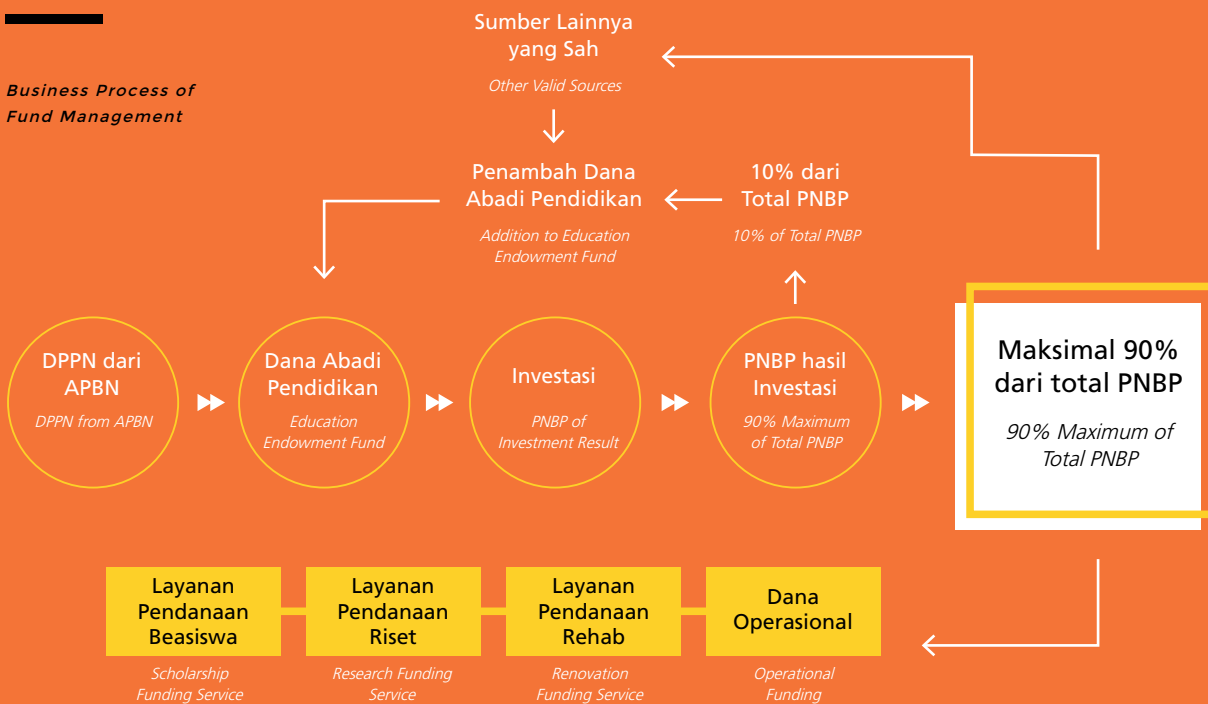 Business Process of
Fund Management
Sumber Lainnya
yang Sah
Other Valid Sources
Penambah Dana
Abadi Pendidikan
Addition to Education
Endowment Fund
10% dari
Total PNBP
10% of Total PNBP
DPPN dari
APBN
DPPN from APBN
Dana Abadi
Pendidikan
Education
Endowment Fund
Investasi
PNBP of
Investment Result
PNBP hasil
Investasi
90% Maximum
of Total PNBP
Maksimal 90%
dari total PNBP
90% Maximum of
Total PNBP
Layanan
Pendanaan
Beasiswa
Scholarship
Funding Service
Layanan
Pendanaan
Riset
Research Funding
Service
Layanan
Pendanaan
Rehab
Renovation
Funding Service
Dana
Operasional
Operational
Funding